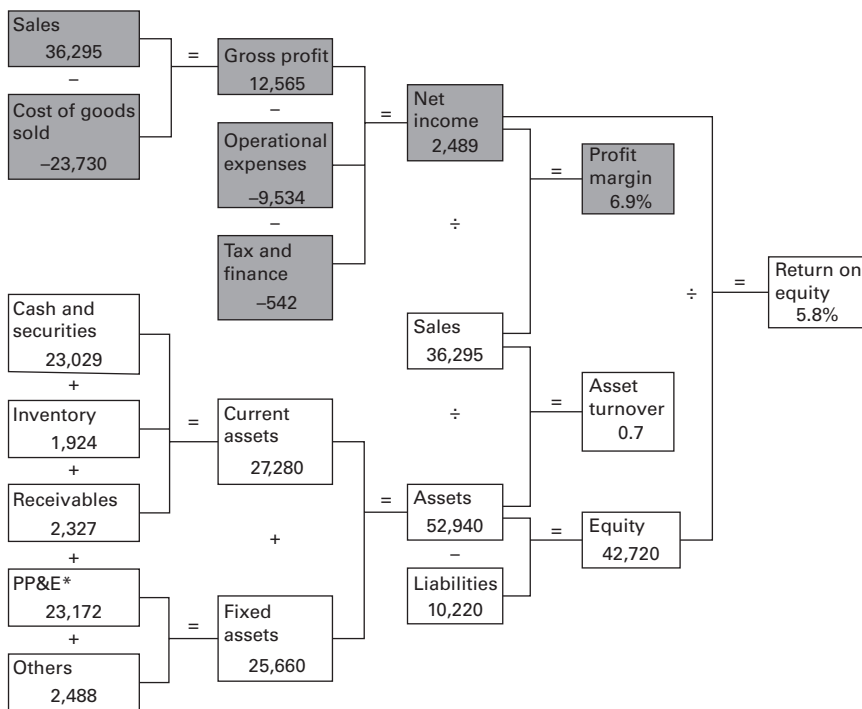 Sales
36,295
–
Cost of goods
sold
–23,730
=
Gross profit
12,565
–
Operational
expenses
–9,534
–
Tax and
finance
–542
=
Net
income
2,489
÷
Sales
36,295
=
Profit
margin
6.9%
÷
=
Return on
equity
5.8%
Cash and
securities
23,029
+
Inventory
1,924
+
Receivables
2,327
+
PP&E*
23,172
+
Others
2,488
=
Current
assets
27,280
+
=
Fixed
assets
25,660
=
Assets
52,940
–
Liabilities
10,220
÷
=
Asset
turnover
0.7
=
Equity
42,720